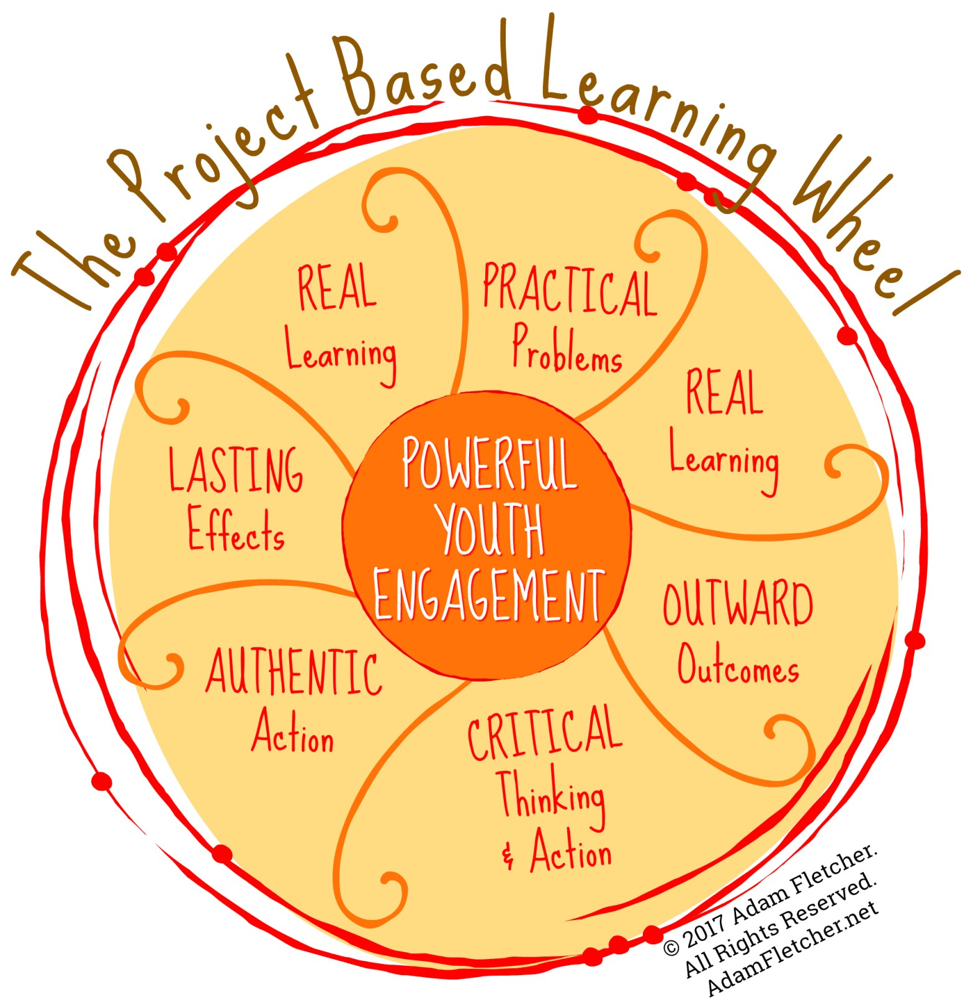 The Project Based Learning Wheel
REAL
Learning
PRACTICAL
Problems
REAL
Learning
OUTWARD
Outcomes
CRITICAL
Thinking
& Action
AUTHENTIC
Action
LASTING
Effects
POWERFUL
YOUTH
ENGAGEMENT
© 2017 Adam Fletcher.
All Rights Reserved.
AdamFletcher.net